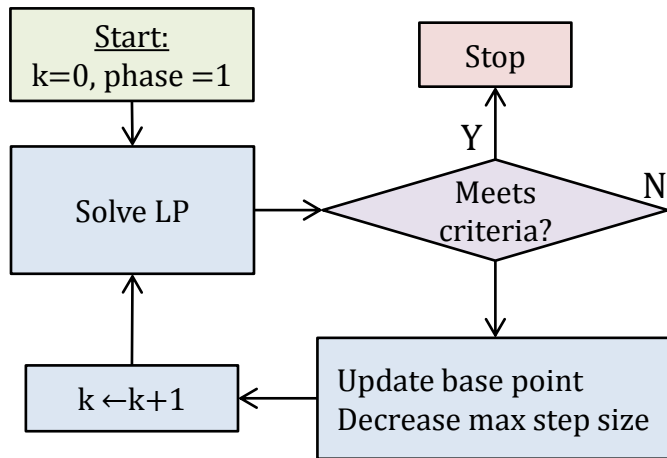 Start:
k=0, phase =1
Stop
Y
Solve LP
Meets
criteria?
N
Update base point
Decrease max step size
k ←k+1